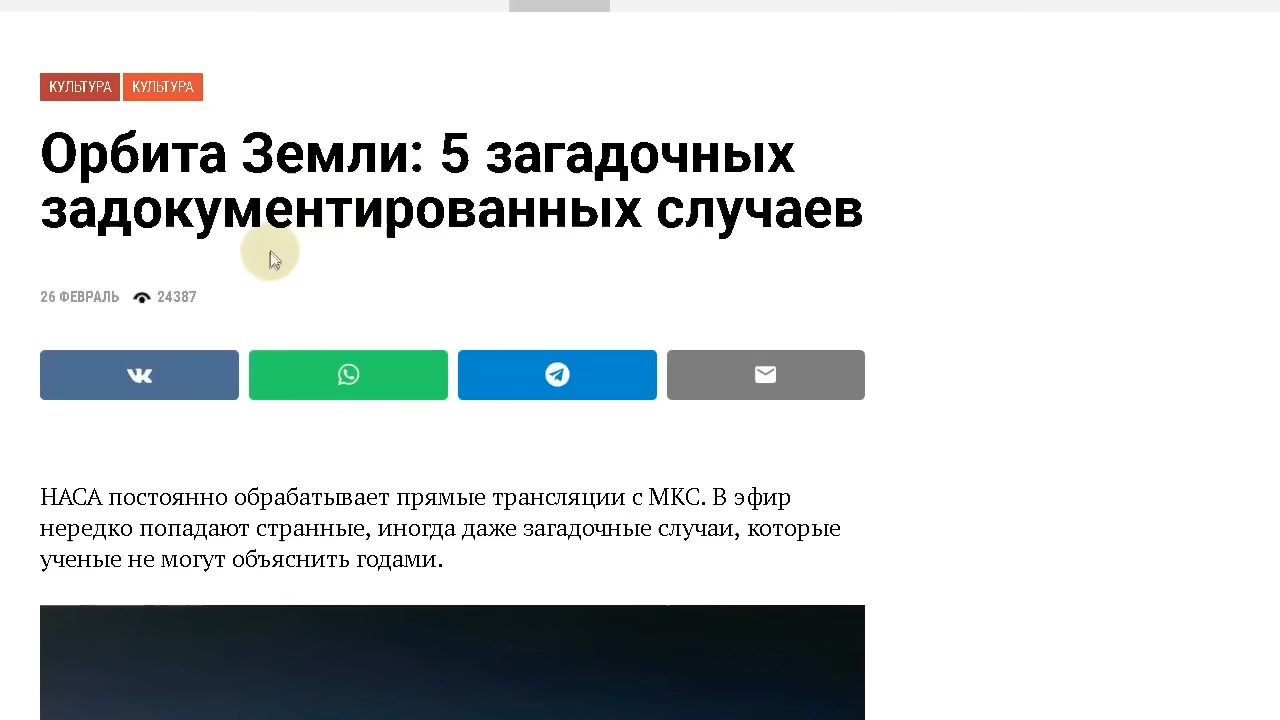 КУЛЬТУРА КУЛЬТУРА
Орбита Земли: 5 загадочных
задокументированных случаев
26 ФЕВРАЛЬ 24387
НАСА постоянно обрабатывает прямые трансляции с МКС. В эфир
нередко попадают странные, иногда даже загадочные случаи, которые
ученые не могут объяснить годами.